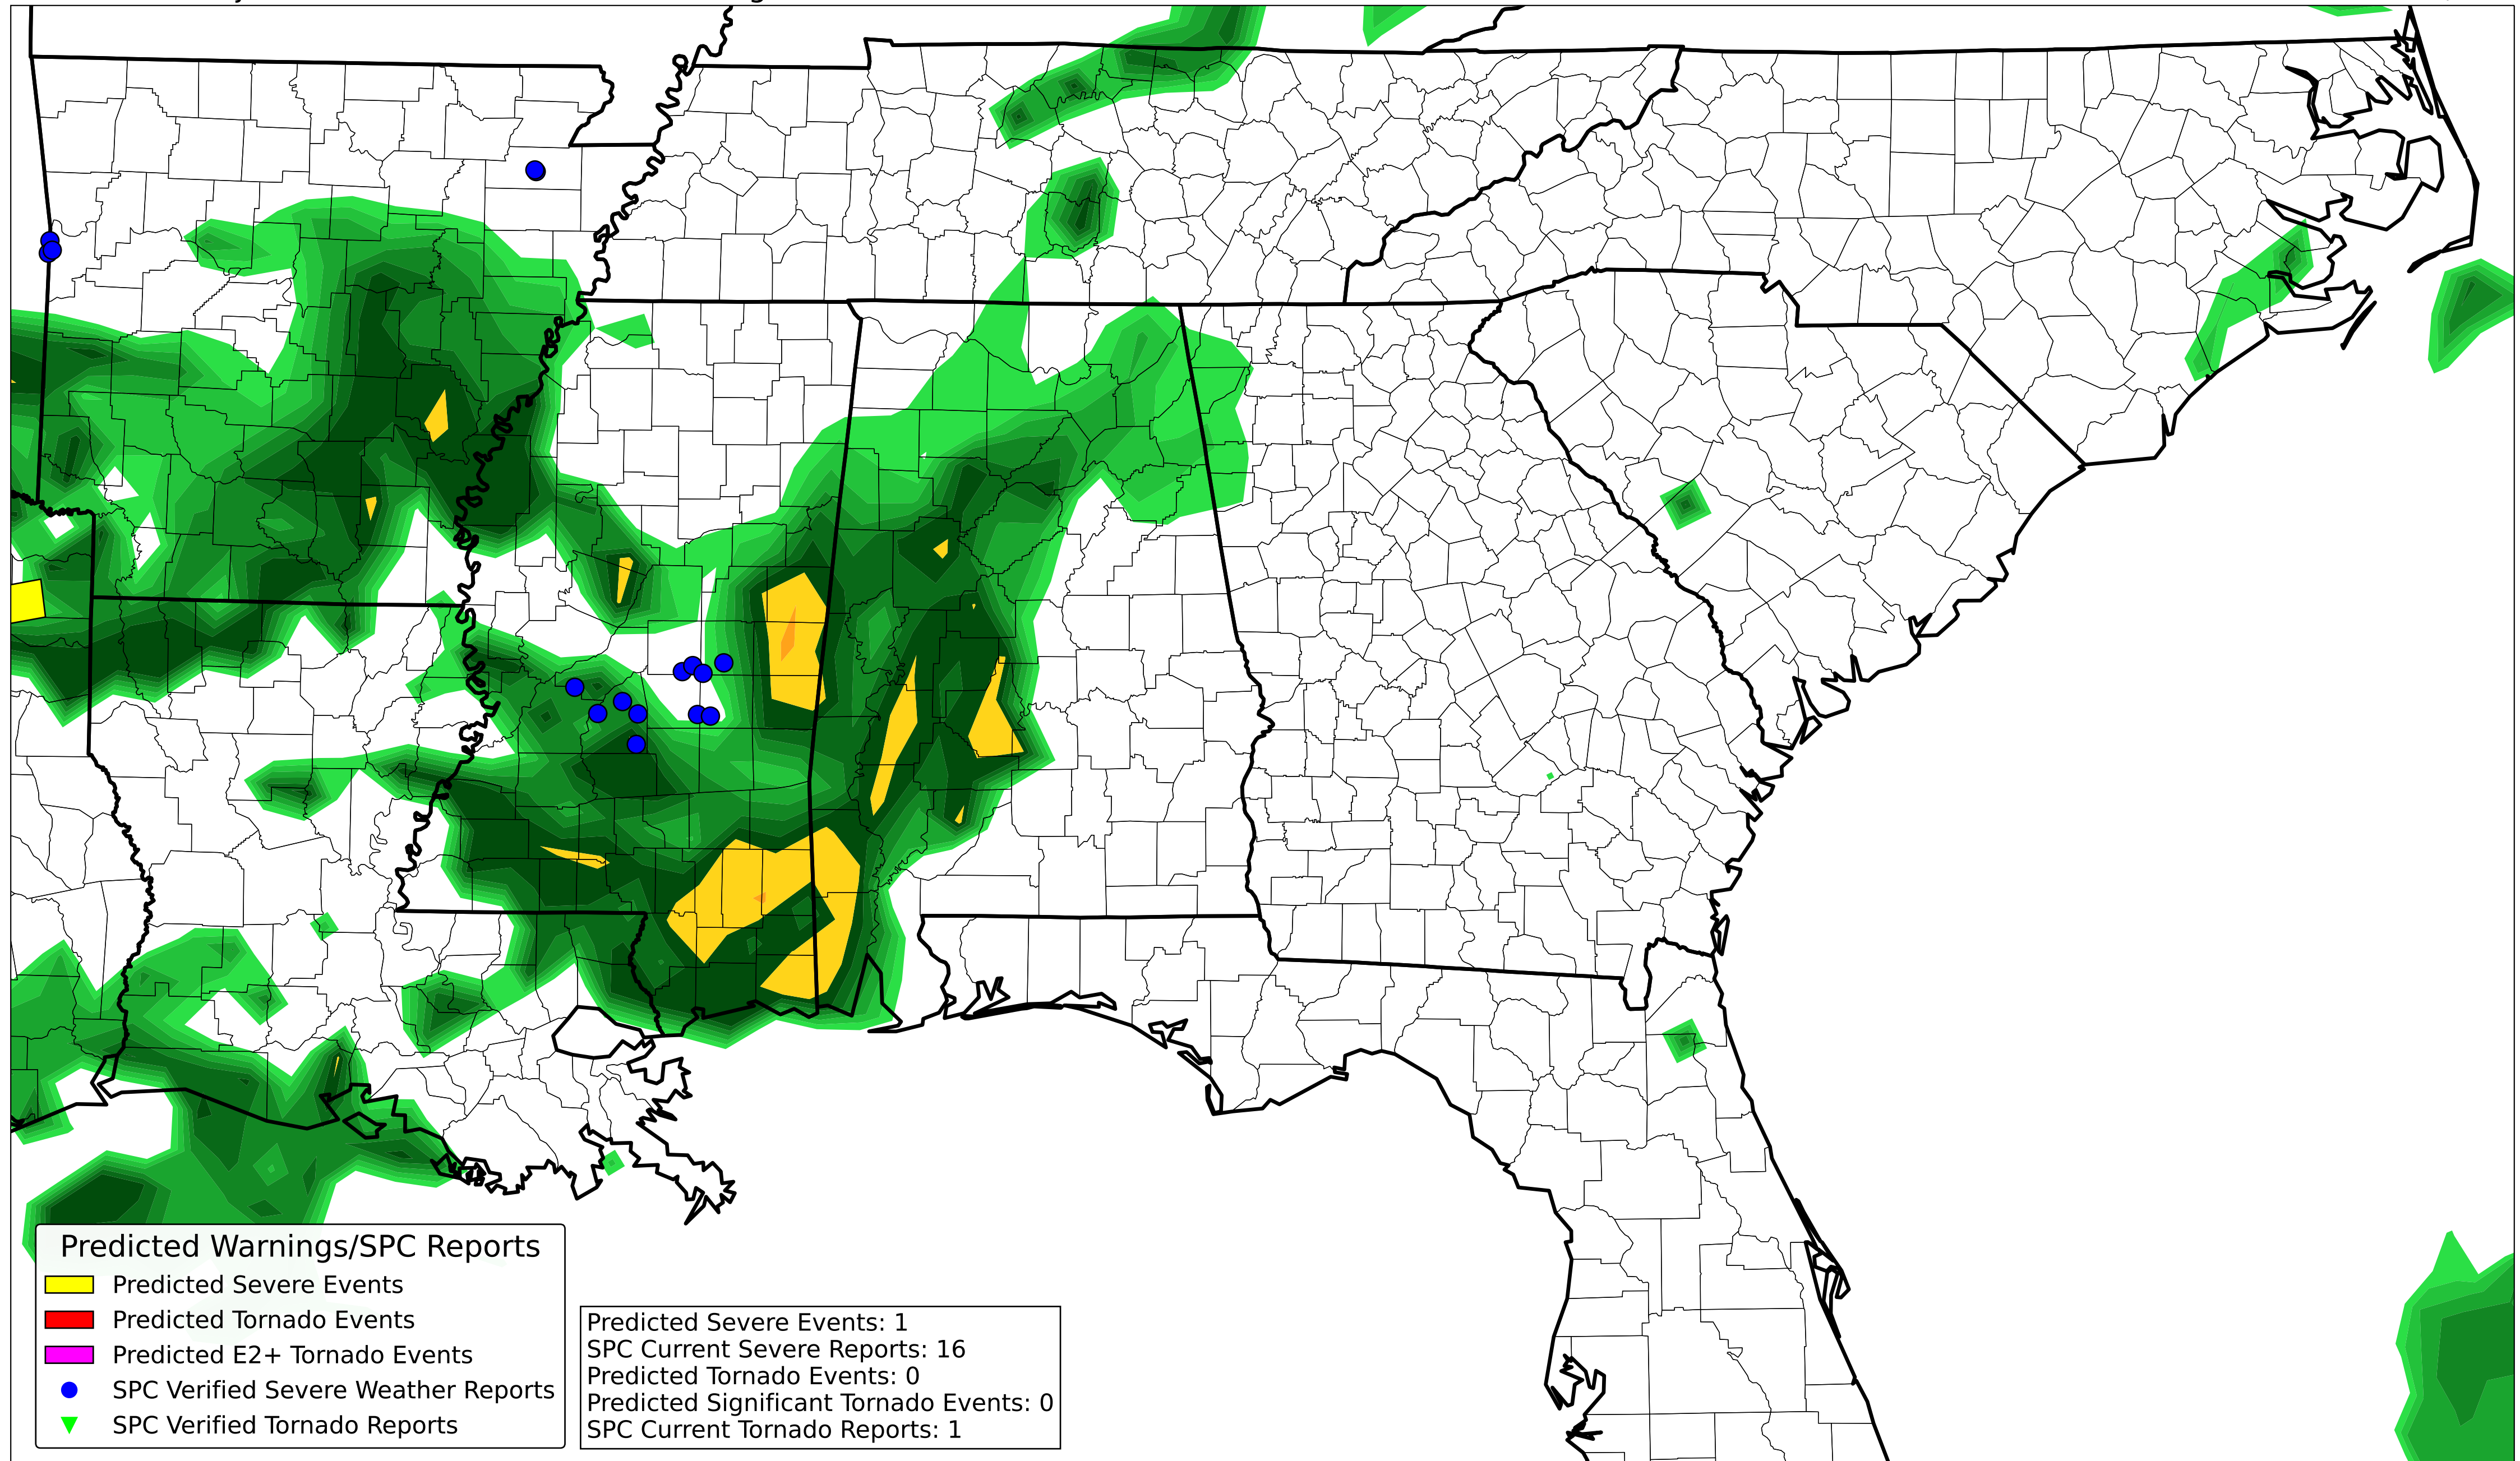 Predicted Warnings/SPC Reports
Predicted Severe Events
Predicted Tornado Events
Predicted E2+ Tornado Events
SPC Verified Severe Weather Reports
SPC Verified Tornado Reports
Predicted Severe Events: 1
SPC Current Severe Reports: 16
Predicted Tornado Events: 0
Predicted Significant Tornado Events: 0
SPC Current Tornado Reports: 1